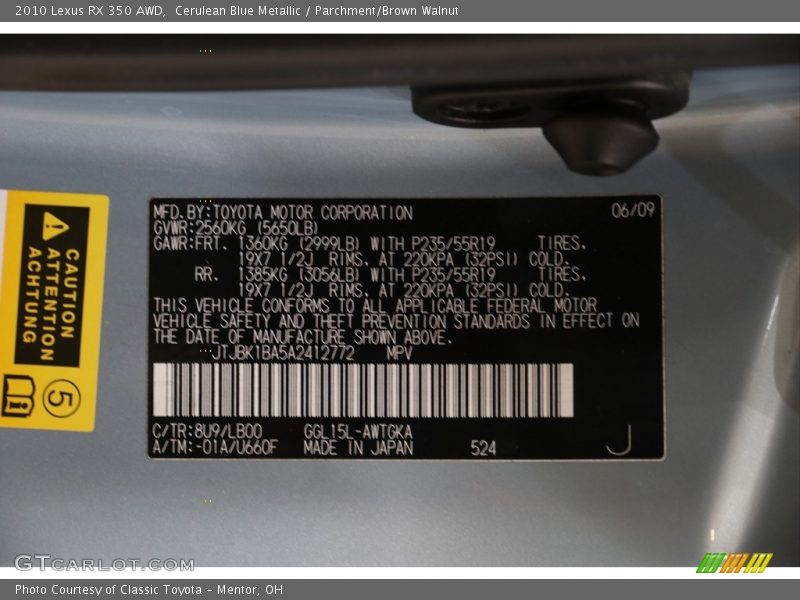 2010 Lexus RX 350 AWD,  Cerulean Blue Metallic / Parchment/Brown Walnut
CAUTION
ATTENTION
ACHTUNG
5
MFD. BY: TOYOTA MOTOR CORPORATION 06/09
GVWR: 2560KG (5650LB)
GAWR: FRT. 1360KG (2999LB) WITH P235/55R19 TIRES.
19X7 1/2J RIMS. AT 220KPA (32PSI) COLD.
RR. 1385KG (3056LB) WITH P235/55R19 TIRES.
19X7 1/2J RIMS. AT 220KPA (32PSI) COLD.
THIS VEHICLE CONFORMS TO ALL APPLICABLE FEDERAL MOTOR
VEHICLE SAFETY AND THEFT PREVENTION STANDARDS IN EFFECT ON
THE DATE OF MANUFACTURE SHOWN ABOVE.
JTJBK1BA5A2412772 MPV
C/TR: 8U9/LB00 GGL15L-AWTGKA
A/TM: -01A/U660F MADE IN JAPAN 524 J
GTCARLOT.COM
Photo Courtesy of Classic Toyota - Mentor, OH